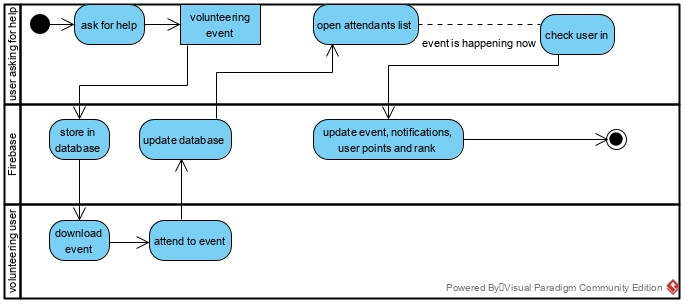 user asking for help
ask for help
volunteering
event
open attendants list
event is happening now
check user in
Firebase
store in
database
update database
update event, notifications,
user points and rank
volunteering user
download
event
attend to event
Powered By Visual Paradigm Community Edition